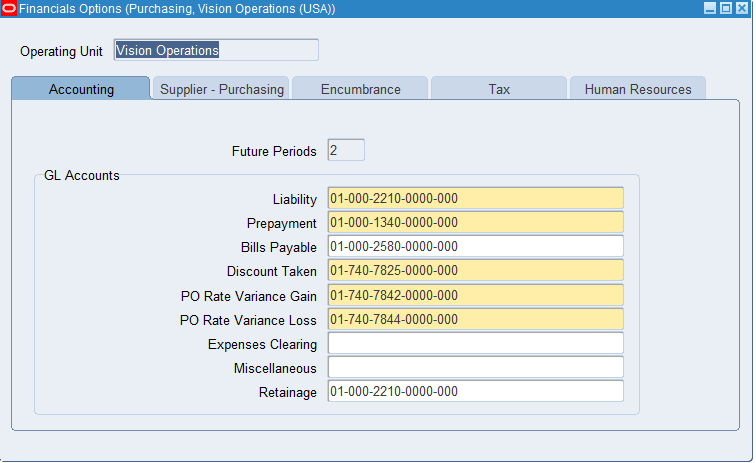 Financials Options (Purchasing, Vision Operations (USA))
Operating Unit Vision Operations
Accounting Supplier - Purchasing Encumbrance Tax Human Resources
Future Periods 2
GL Accounts
Liability 01-000-2210-0000-000
Prepayment 01-000-1340-0000-000
Bills Payable 01-000-2580-0000-000
Discount Taken 01-740-7825-0000-000
PO Rate Variance Gain 01-740-7842-0000-000
PO Rate Variance Loss 01-740-7844-0000-000
Expenses Clearing
Miscellaneous
Retainage 01-000-2210-0000-000